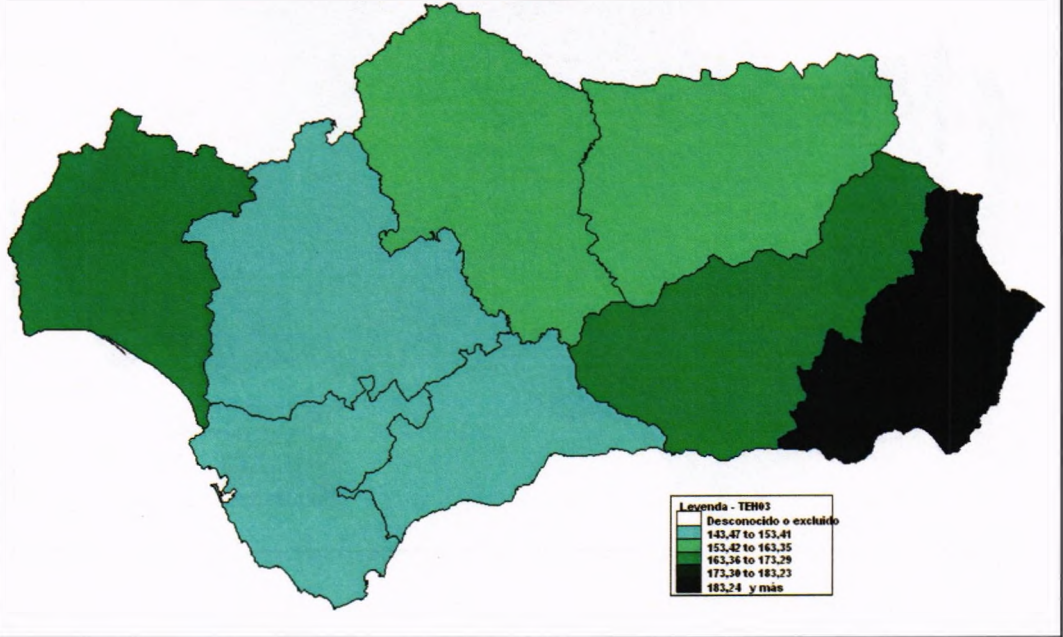 Leyenda - TEH03
Desconocido o excluido
143,47 to 153,41
153,42 to 163,35
163,36 to 173,29
173,30 to 183,23
183,24 y más